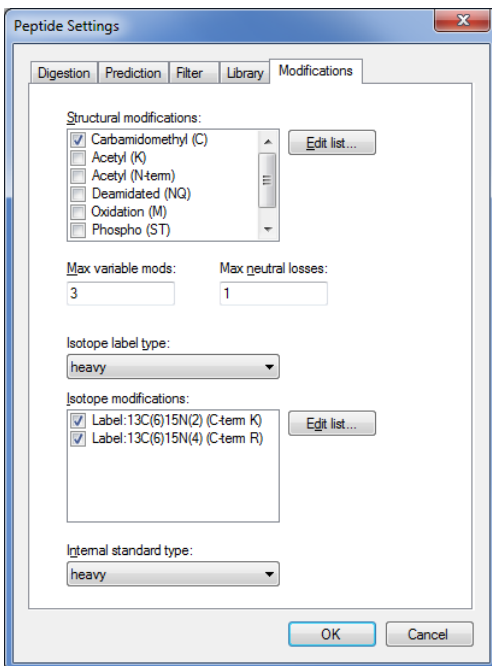 Peptide Settings
Digestion Prediction Filter Library Modifications
Structural modifications:
Carbamidomethyl (C)
Acetyl (K)
Acetyl (N-term)
Deamidated (NQ)
Oxidation (M)
Phospho (ST)
Edit list...
Max variable mods: Max neutral losses:
3 1
Isotope label type:
heavy
Isotope modifications:
Label:13C(6)15N(2) (C-term K)
Label:13C(6)15N(4) (C-term R)
Edit list...
Internal standard type:
heavy
OK Cancel